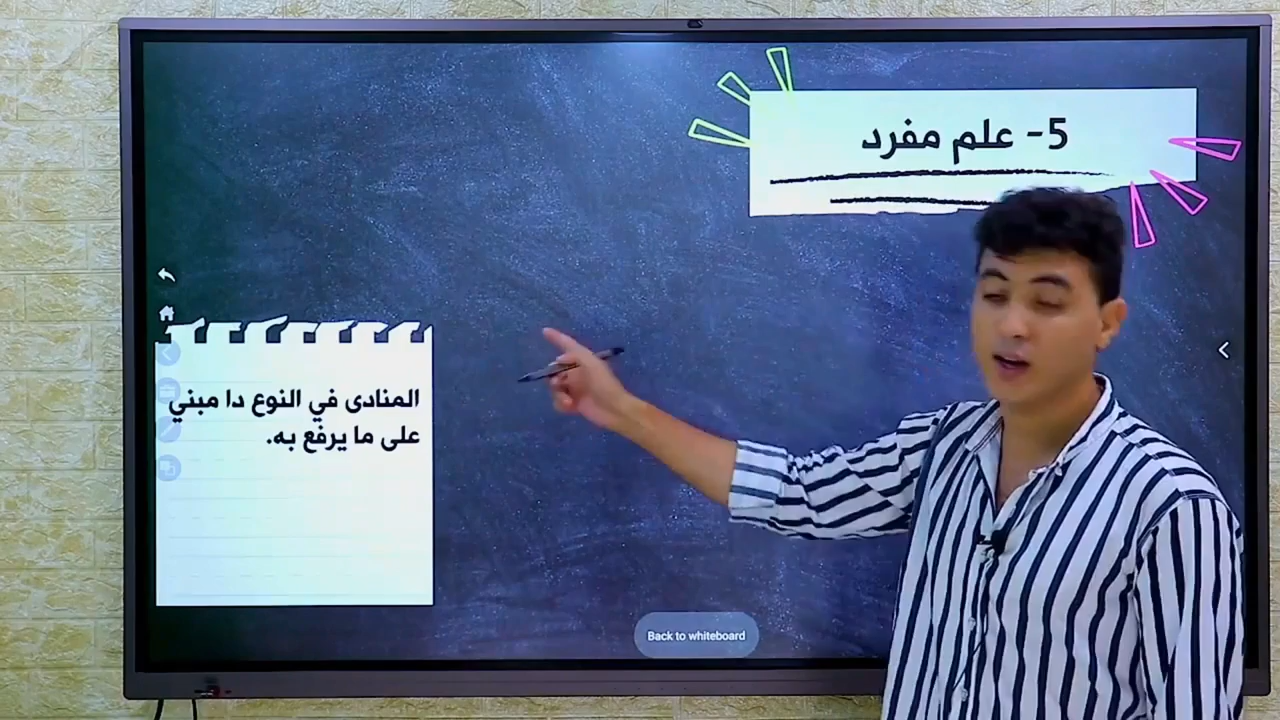 5- علم مفرد
المنادى في النوع دا مبني
على ما يرفع به.
Back to whiteboard